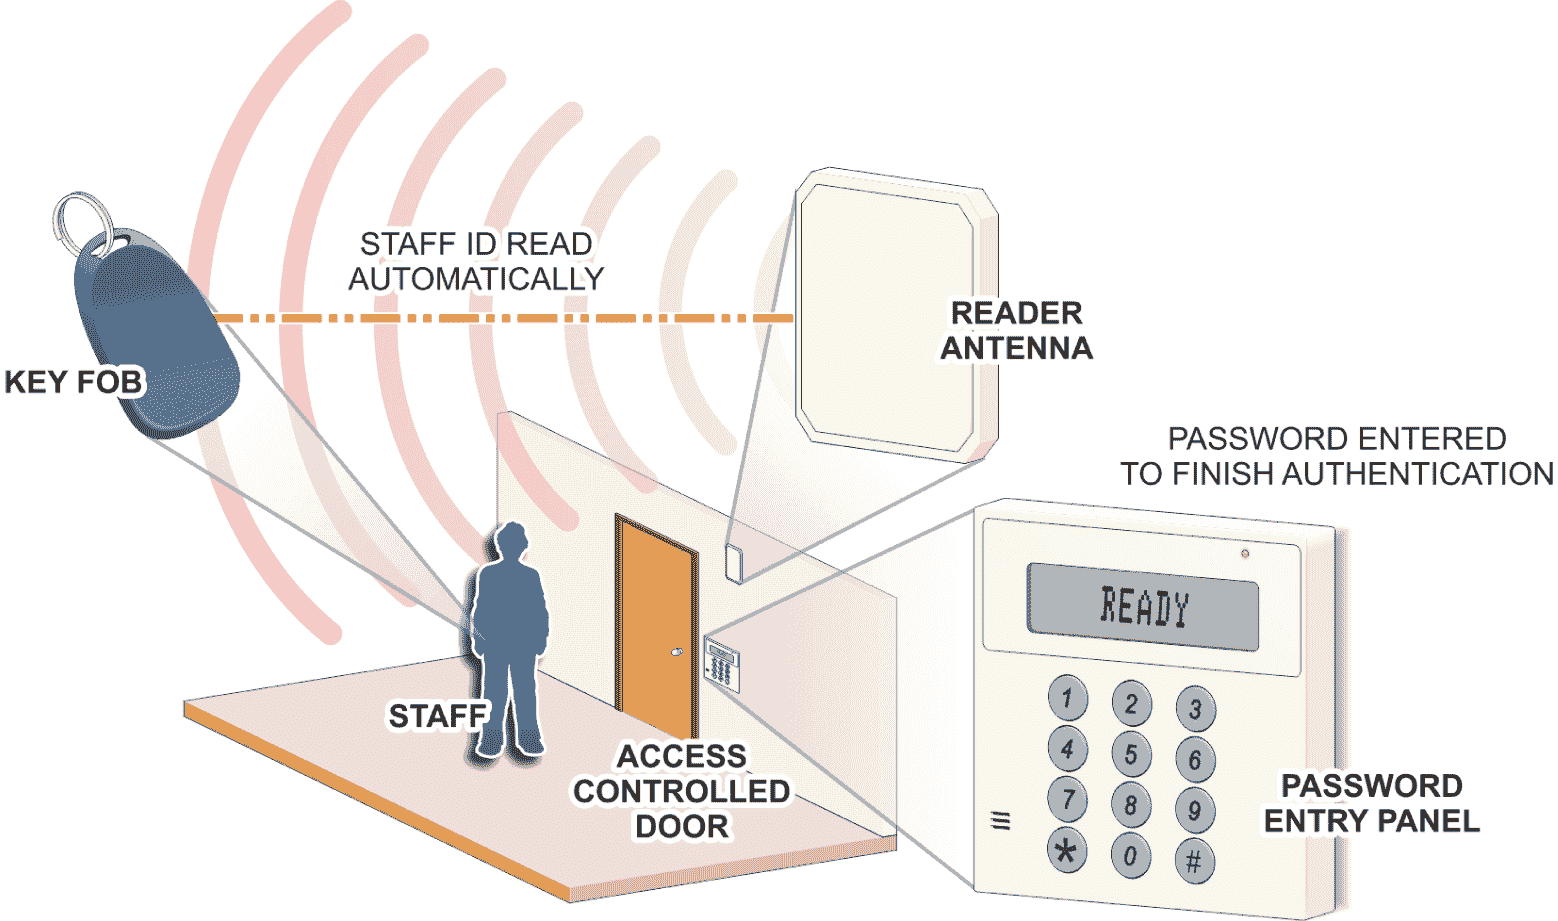 STAFF ID READ
AUTOMATICALLY
KEY FOB
READER
ANTENNA
PASSWORD ENTERED
TO FINISH AUTHENTICATION
READY
STAFF
ACCESS
CONTROLLED
DOOR
1 2 3
4 5 6
7 8 9
* 0 #
PASSWORD
ENTRY PANEL